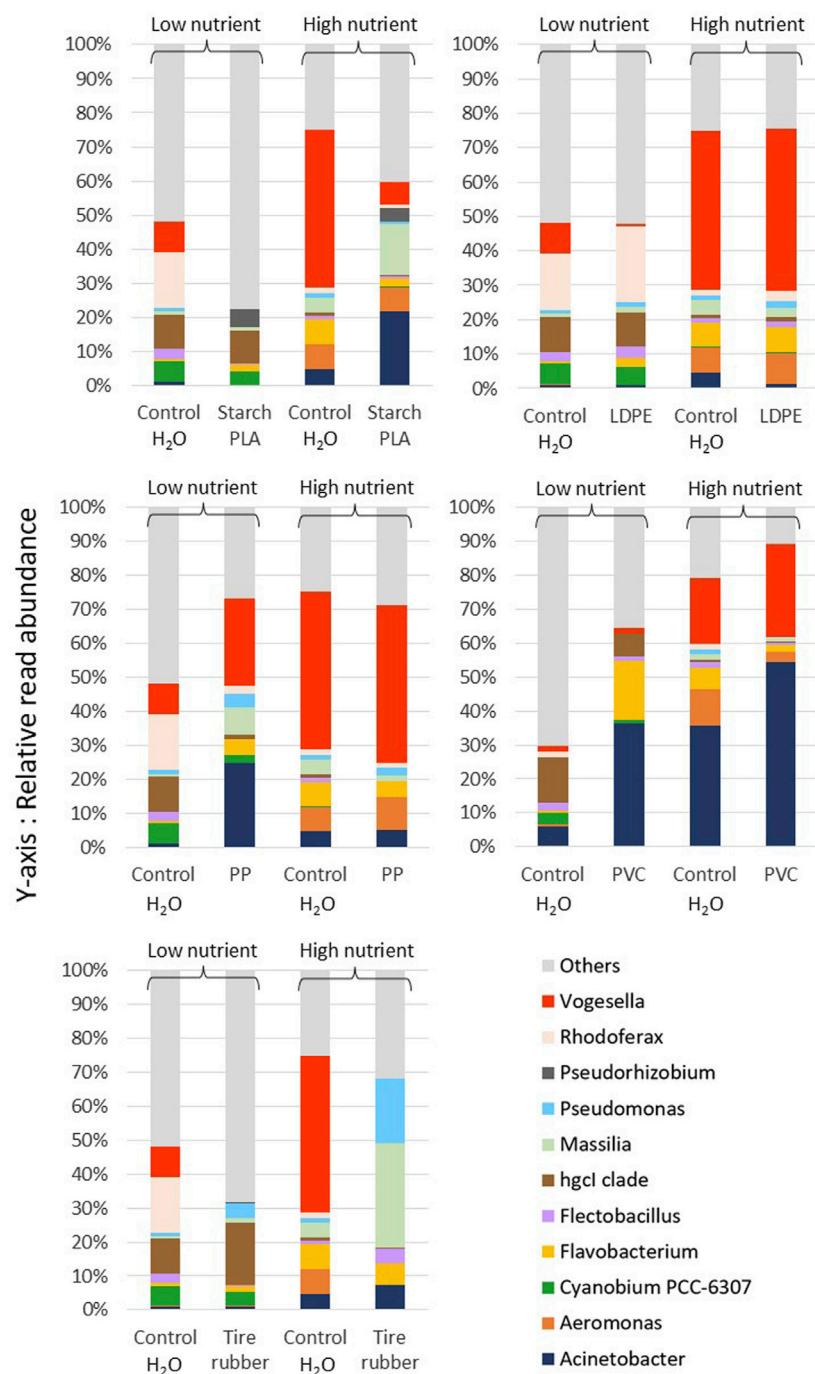 Y-axis : Relative read abundance
Low nutrient High nutrient
100%
90%
80%
70%
60%
50%
40%
30%
20%
10%
0%
Control Starch Control Starch
H₂O PLA H₂O PLA
Low nutrient High nutrient
100%
90%
80%
70%
60%
50%
40%
30%
20%
10%
0%
Control LDPE Control LDPE
H₂O H₂O
Low nutrient High nutrient
100%
90%
80%
70%
60%
50%
40%
30%
20%
10%
0%
Control PP Control PP
H₂O H₂O
Low nutrient High nutrient
100%
90%
80%
70%
60%
50%
40%
30%
20%
10%
0%
Control PVC Control PVC
H₂O H₂O
Low nutrient High nutrient
100%
90%
80%
70%
60%
50%
40%
30%
20%
10%
0%
Control Tire Control Tire
H₂O rubber H₂O rubber
Others
Vogesella
Rhodoferax
Pseudorhizobium
Pseudomonas
Massilia
hgcI clade
Flectobacillus
Flavobacterium
Cyanobium PCC-6307
Aeromonas
Acinetobacter